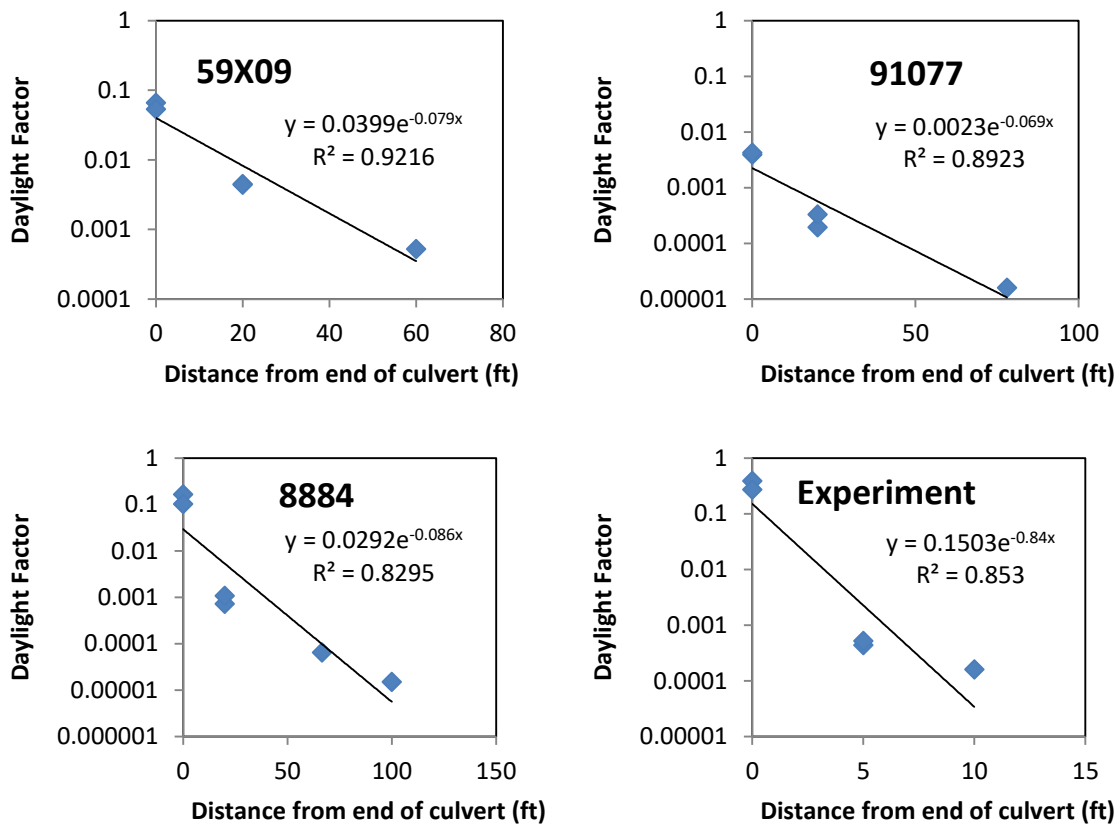 59X09
y = 0.0399e^-0.079x
R² = 0.9216
Daylight Factor
1
0.1
0.01
0.001
0.0001
0 20 40 60 80
Distance from end of culvert (ft)
91077
y = 0.0023e^-0.069x
R² = 0.8923
Daylight Factor
1
0.1
0.01
0.001
0.0001
0.00001
0 50 100
Distance from end of culvert (ft)
8884
y = 0.0292e^-0.086x
R² = 0.8295
Daylight Factor
1
0.1
0.01
0.001
0.0001
0.00001
0.000001
0 50 100 150
Distance from end of culvert (ft)
Experiment
y = 0.1503e^-0.84x
R² = 0.853
Daylight Factor
1
0.1
0.01
0.001
0.0001
0.00001
0 5 10 15
Distance from end of culvert (ft)